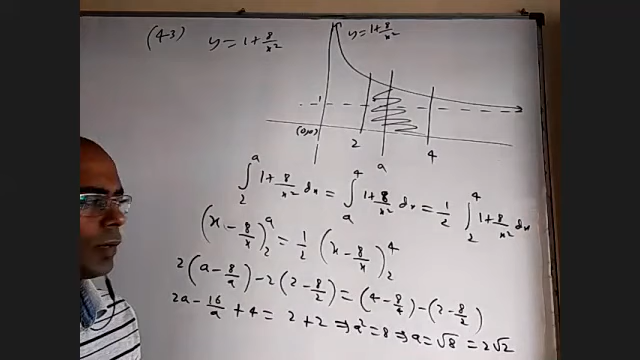 (43) y = 1 + 8/x²
y = 1 + 8/x²
1
(0,0)
2 a 4
∫₂ᵃ 1 + 8/x² dx = ∫ₐ⁴ 1 + 8/x² dx = 1/2 ∫₂⁴ 1 + 8/x² dx
(x − 8/x)₂ᵃ = 1/2 (x − 8/x)₂⁴
2(a − 8/a) − 2(2 − 8/2) = (4 − 8/4) − (2 − 8/2)
2a − 16/a + 4 = 2 + 2 ⇒ a² = 8 ⇒ a = √8 = 2√2